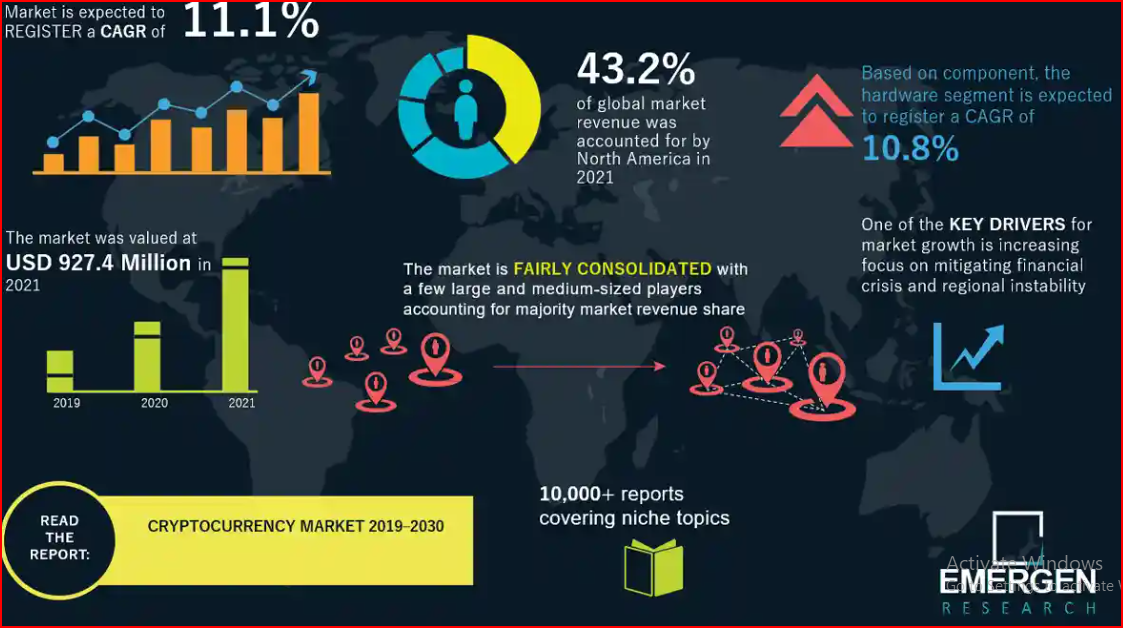 Market is expected to
REGISTER a CAGR of
11.1%
43.2%
of global market
revenue was
accounted for by
North America in
2021
Based on component, the
hardware segment is expected
to register a CAGR of
10.8%
The market was valued at
USD 927.4 Million in
2021
2019 2020 2021
The market is FAIRLY CONSOLIDATED with
a few large and medium-sized players
accounting for majority market revenue share
One of the KEY DRIVERS for
market growth is increasing
focus on mitigating financial
crisis and regional instability
READ
THE
REPORT:
CRYPTOCURRENCY MARKET 2019–2030
10,000+ reports
covering niche topics
Activate Windows
EMERGEN
Go to Settings to activate W
RESEARCH